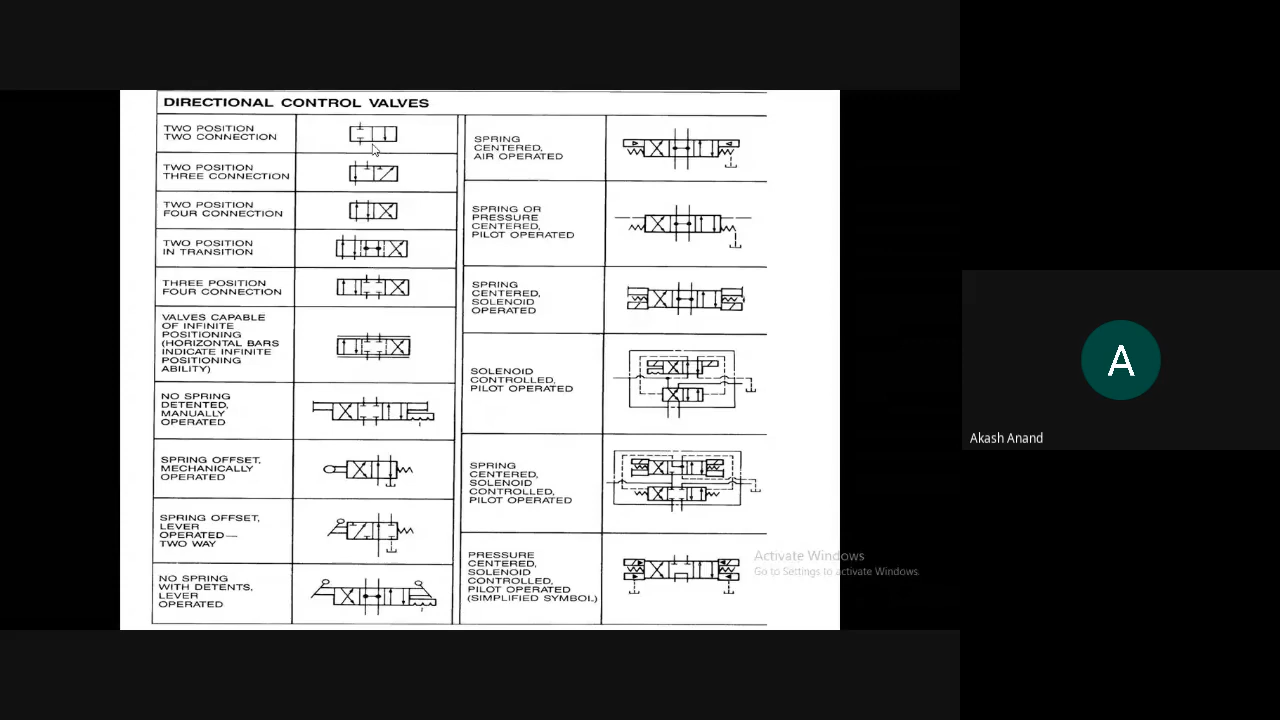 DIRECTIONAL CONTROL VALVES
TWO POSITION
TWO CONNECTION
TWO POSITION
THREE CONNECTION
TWO POSITION
FOUR CONNECTION
TWO POSITION
IN TRANSITION
THREE POSITION
FOUR CONNECTION
VALVES CAPABLE
OF INFINITE
POSITIONING
(HORIZONTAL BARS
INDICATE INFINITE
POSITIONING
ABILITY)
NO SPRING
DETENTED,
MANUALLY
OPERATED
SPRING OFFSET,
MECHANICALLY
OPERATED
SPRING OFFSET,
LEVER
OPERATED—
TWO WAY
NO SPRING
WITH DETENTS,
LEVER
OPERATED
SPRING
CENTERED,
AIR OPERATED
SPRING OR
PRESSURE
CENTERED,
PILOT OPERATED
SPRING
CENTERED,
SOLENOID
OPERATED
SOLENOID
CONTROLLED,
PILOT OPERATED
SPRING
CENTERED,
SOLENOID
CONTROLLED,
PILOT OPERATED
PRESSURE
CENTERED,
SOLENOID
CONTROLLED,
PILOT OPERATED
(SIMPLIFIED SYMBOL)
Activate Windows
Go to Settings to activate Windows.
A
Akash Anand